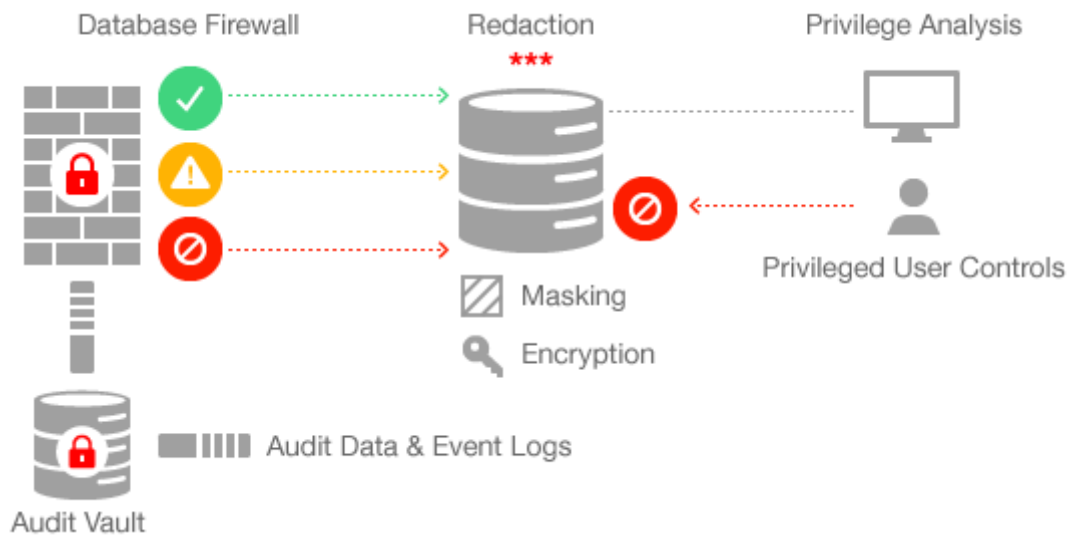 Database Firewall
Redaction
Privilege Analysis
***
Privileged User Controls
Masking
Encryption
Audit Data & Event Logs
Audit Vault